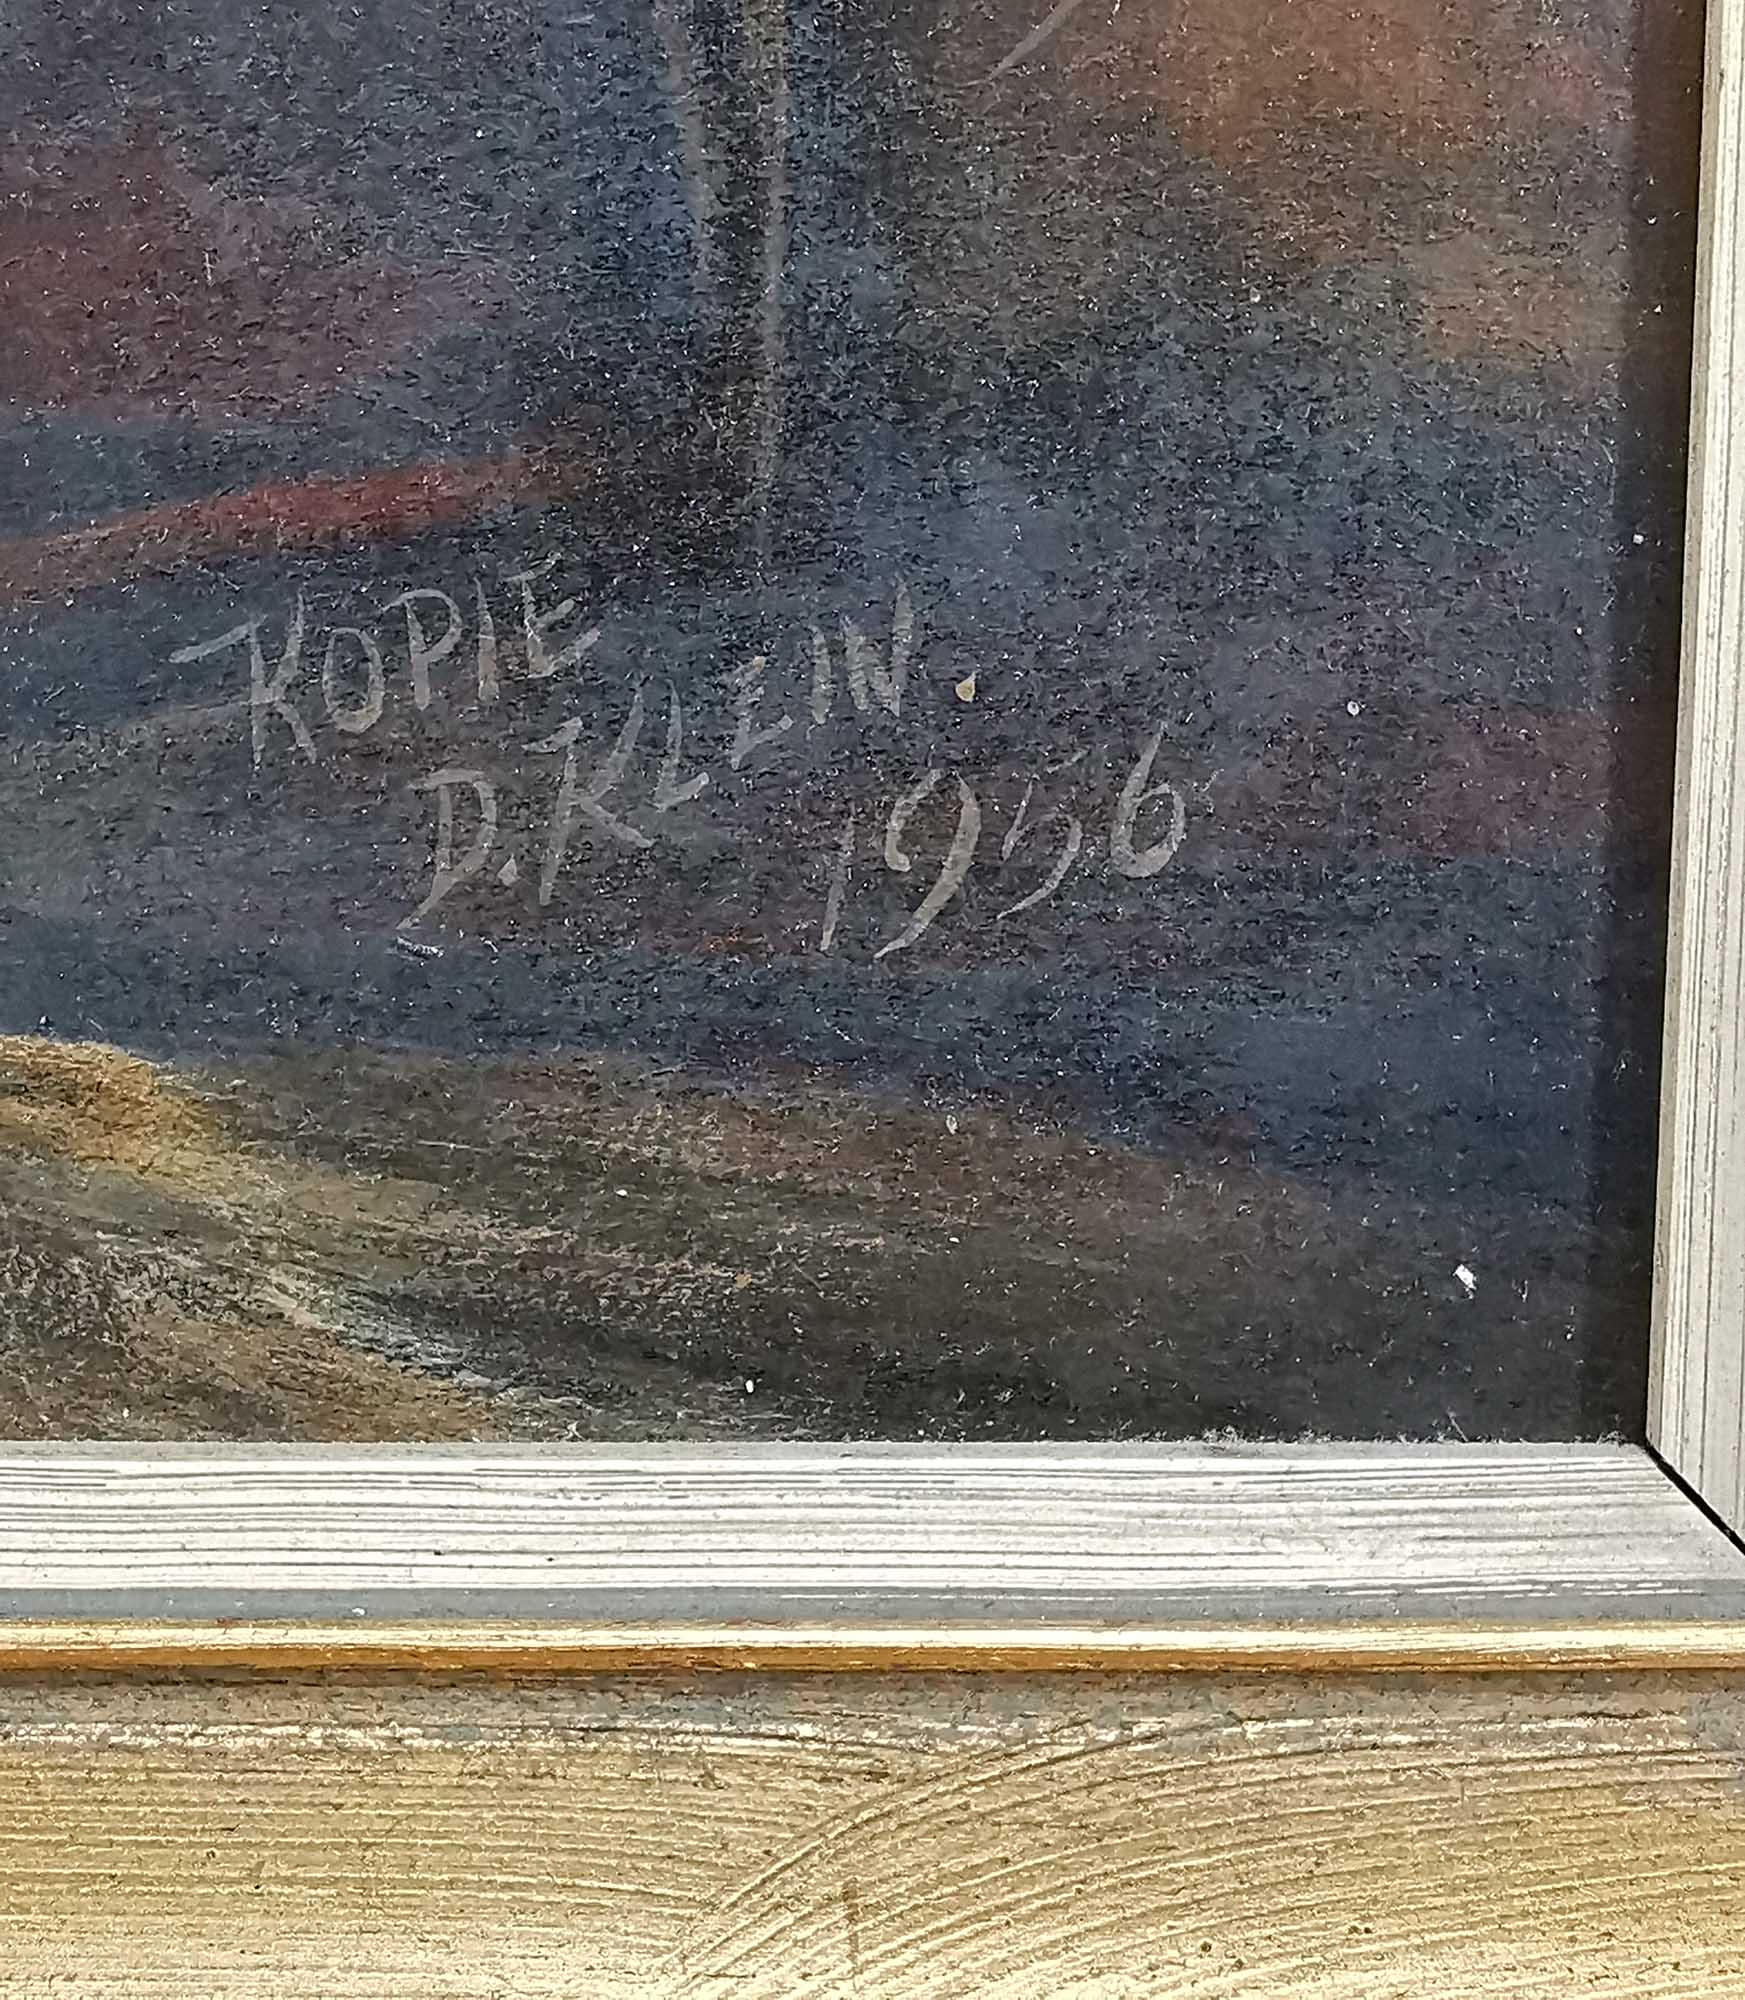 KOPIE
D. KLEIN.
1956